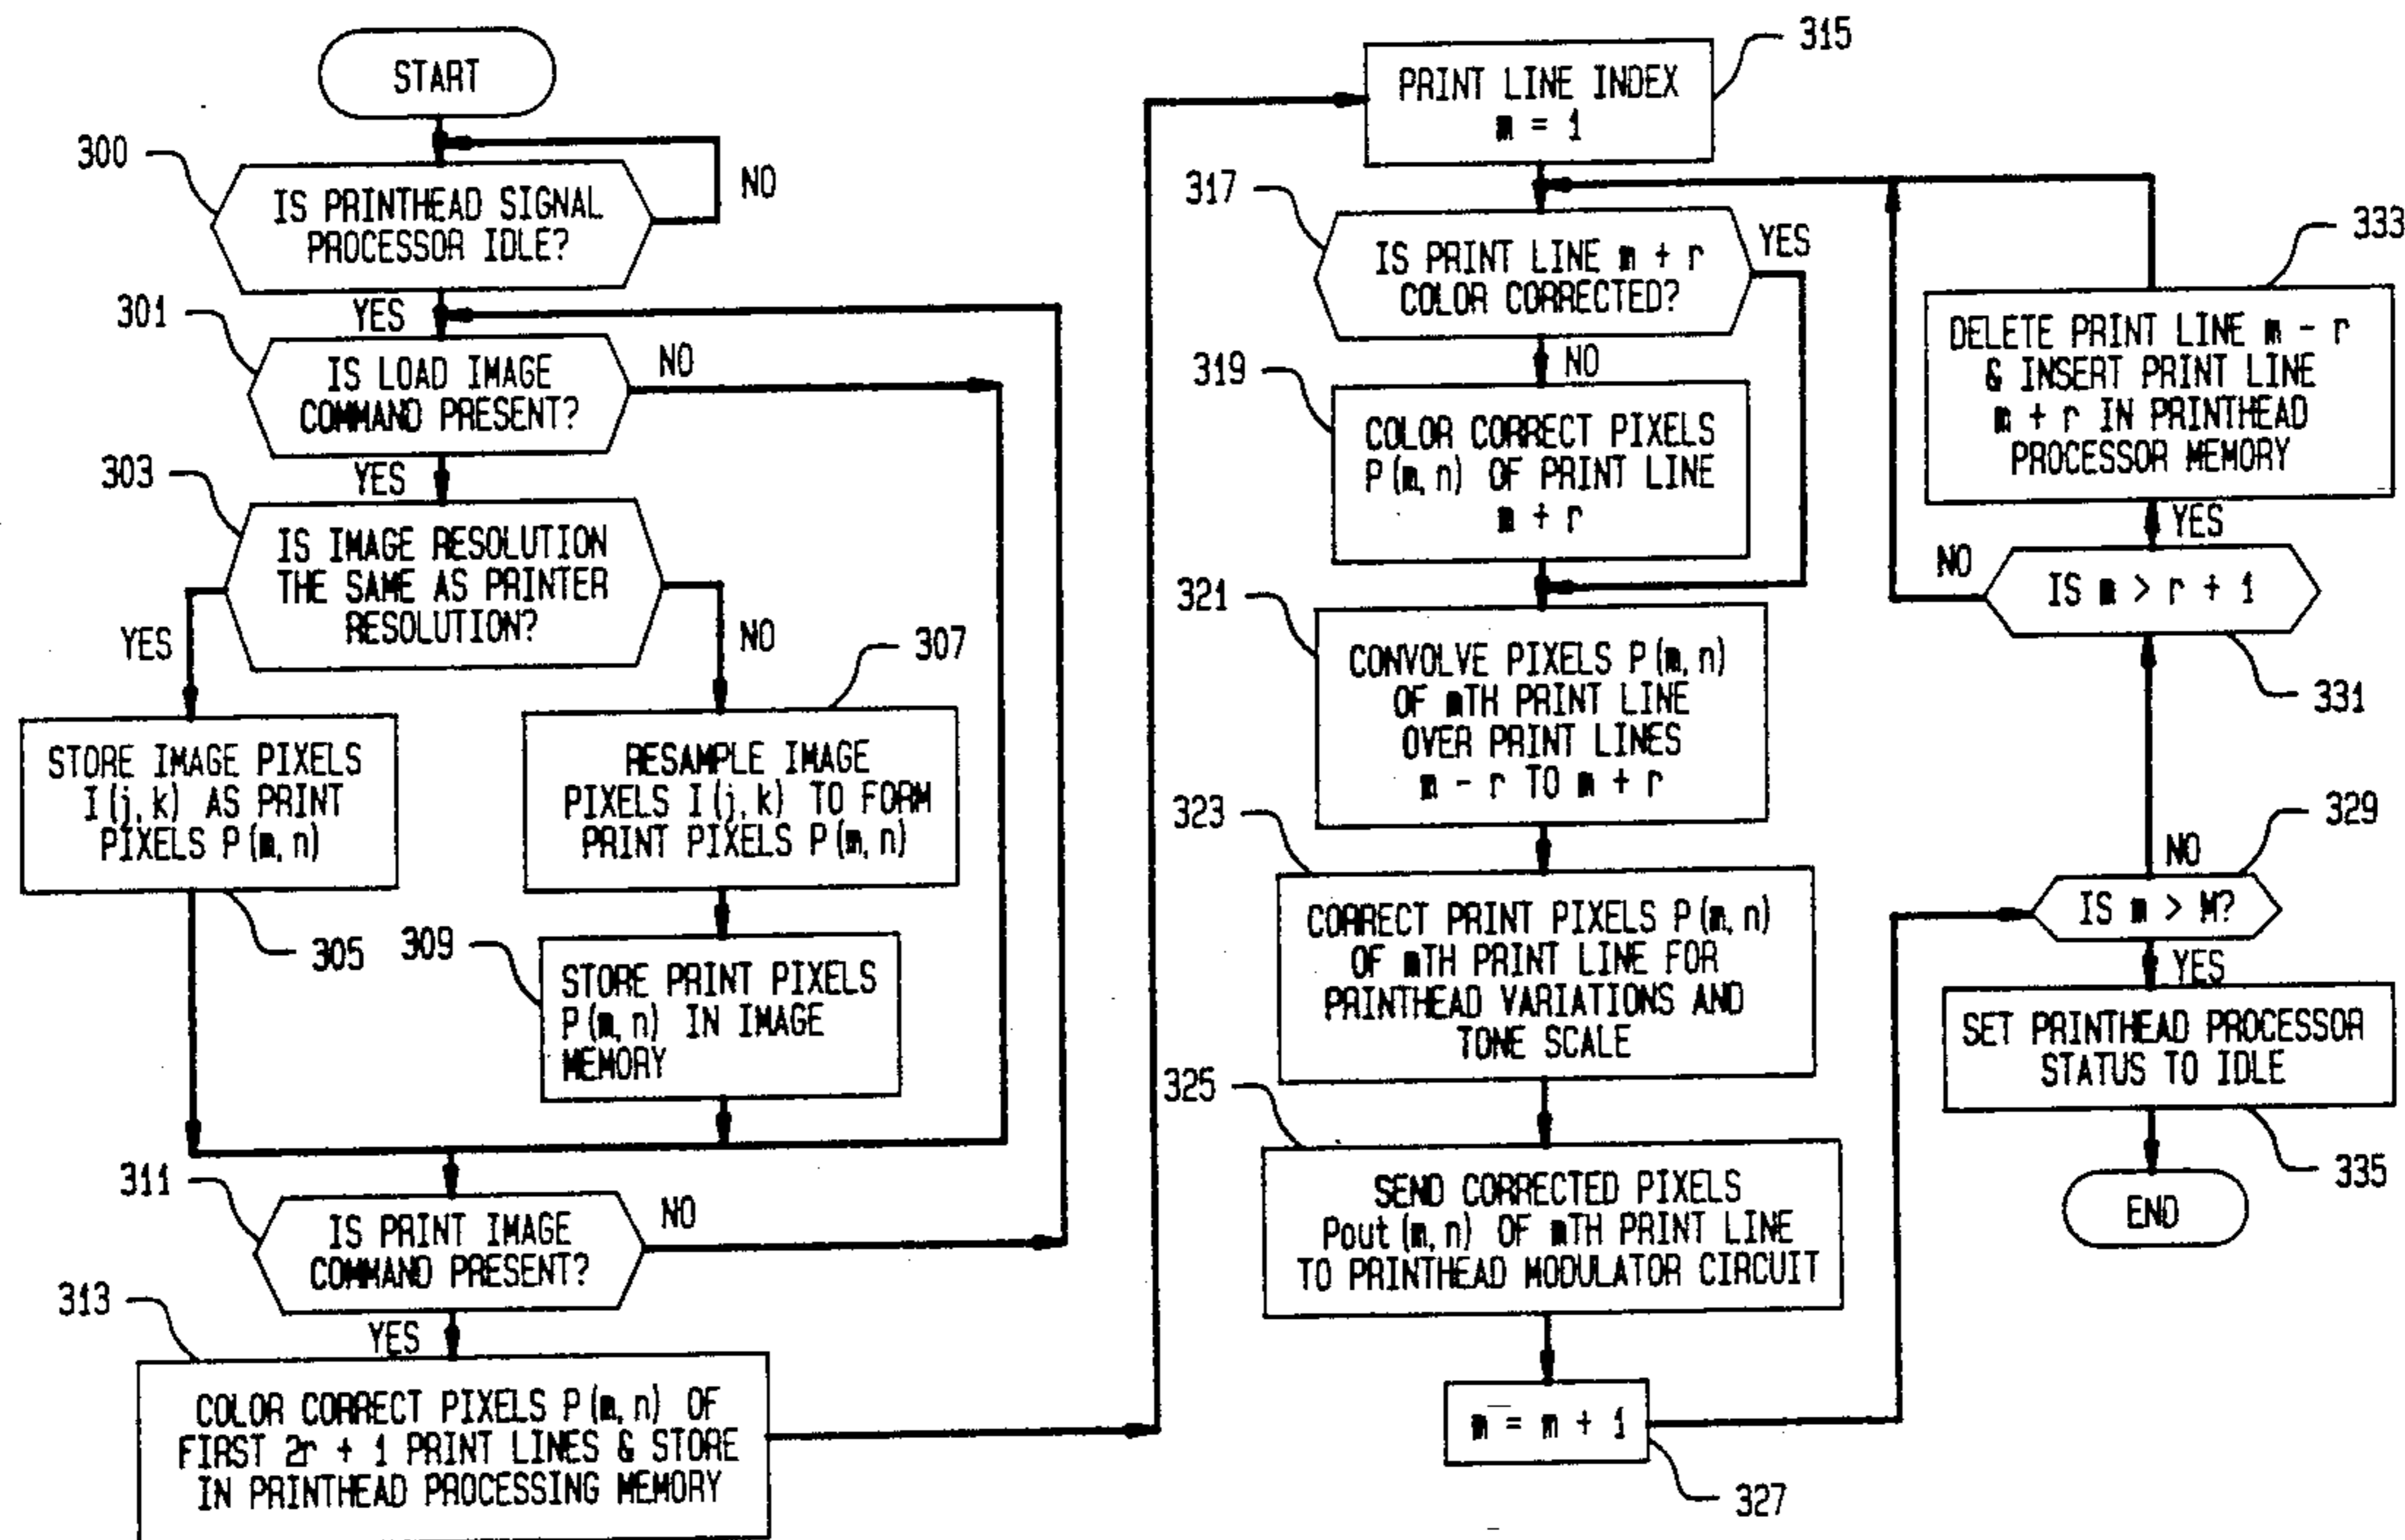 START
300
IS PRINTHEAD SIGNAL
PROCESSOR IDLE?
NO
YES
301
IS LOAD IMAGE
COMMAND PRESENT?
NO
YES
303
IS IMAGE RESOLUTION
THE SAME AS PRINTER
RESOLUTION?
YES
NO
307
STORE IMAGE PIXELS
I(j,k) AS PRINT
PIXELS P(m,n)
305
RESAMPLE IMAGE
PIXELS I(j,k) TO FORM
PRINT PIXELS P(m,n)
309
STORE PRINT PIXELS
P(m,n) IN IMAGE
MEMORY
311
IS PRINT IMAGE
COMMAND PRESENT?
NO
YES
313
COLOR CORRECT PIXELS P(m,n) OF
FIRST 2r + 1 PRINT LINES & STORE
IN PRINTHEAD PROCESSING MEMORY
315
PRINT LINE INDEX
m = 1
317
IS PRINT LINE m + r
COLOR CORRECTED?
YES
NO
319
COLOR CORRECT PIXELS
P(m,n) OF PRINT LINE
m + r
321
CONVOLVE PIXELS P(m,n)
OF mTH PRINT LINE
OVER PRINT LINES
m - r TO m + r
323
CORRECT PRINT PIXELS P(m,n)
OF mTH PRINT LINE FOR
PRINTHEAD VARIATIONS AND
TONE SCALE
325
SEND CORRECTED PIXELS
Pout(m,n) OF mTH PRINT LINE
TO PRINTHEAD MODULATOR CIRCUIT
m = m + 1
327
333
DELETE PRINT LINE m - r
& INSERT PRINT LINE
m + r IN PRINTHEAD
PROCESSOR MEMORY
YES
NO
IS m > r + 1
331
329
NO
IS m > M?
YES
SET PRINTHEAD PROCESSOR
STATUS TO IDLE
335
END